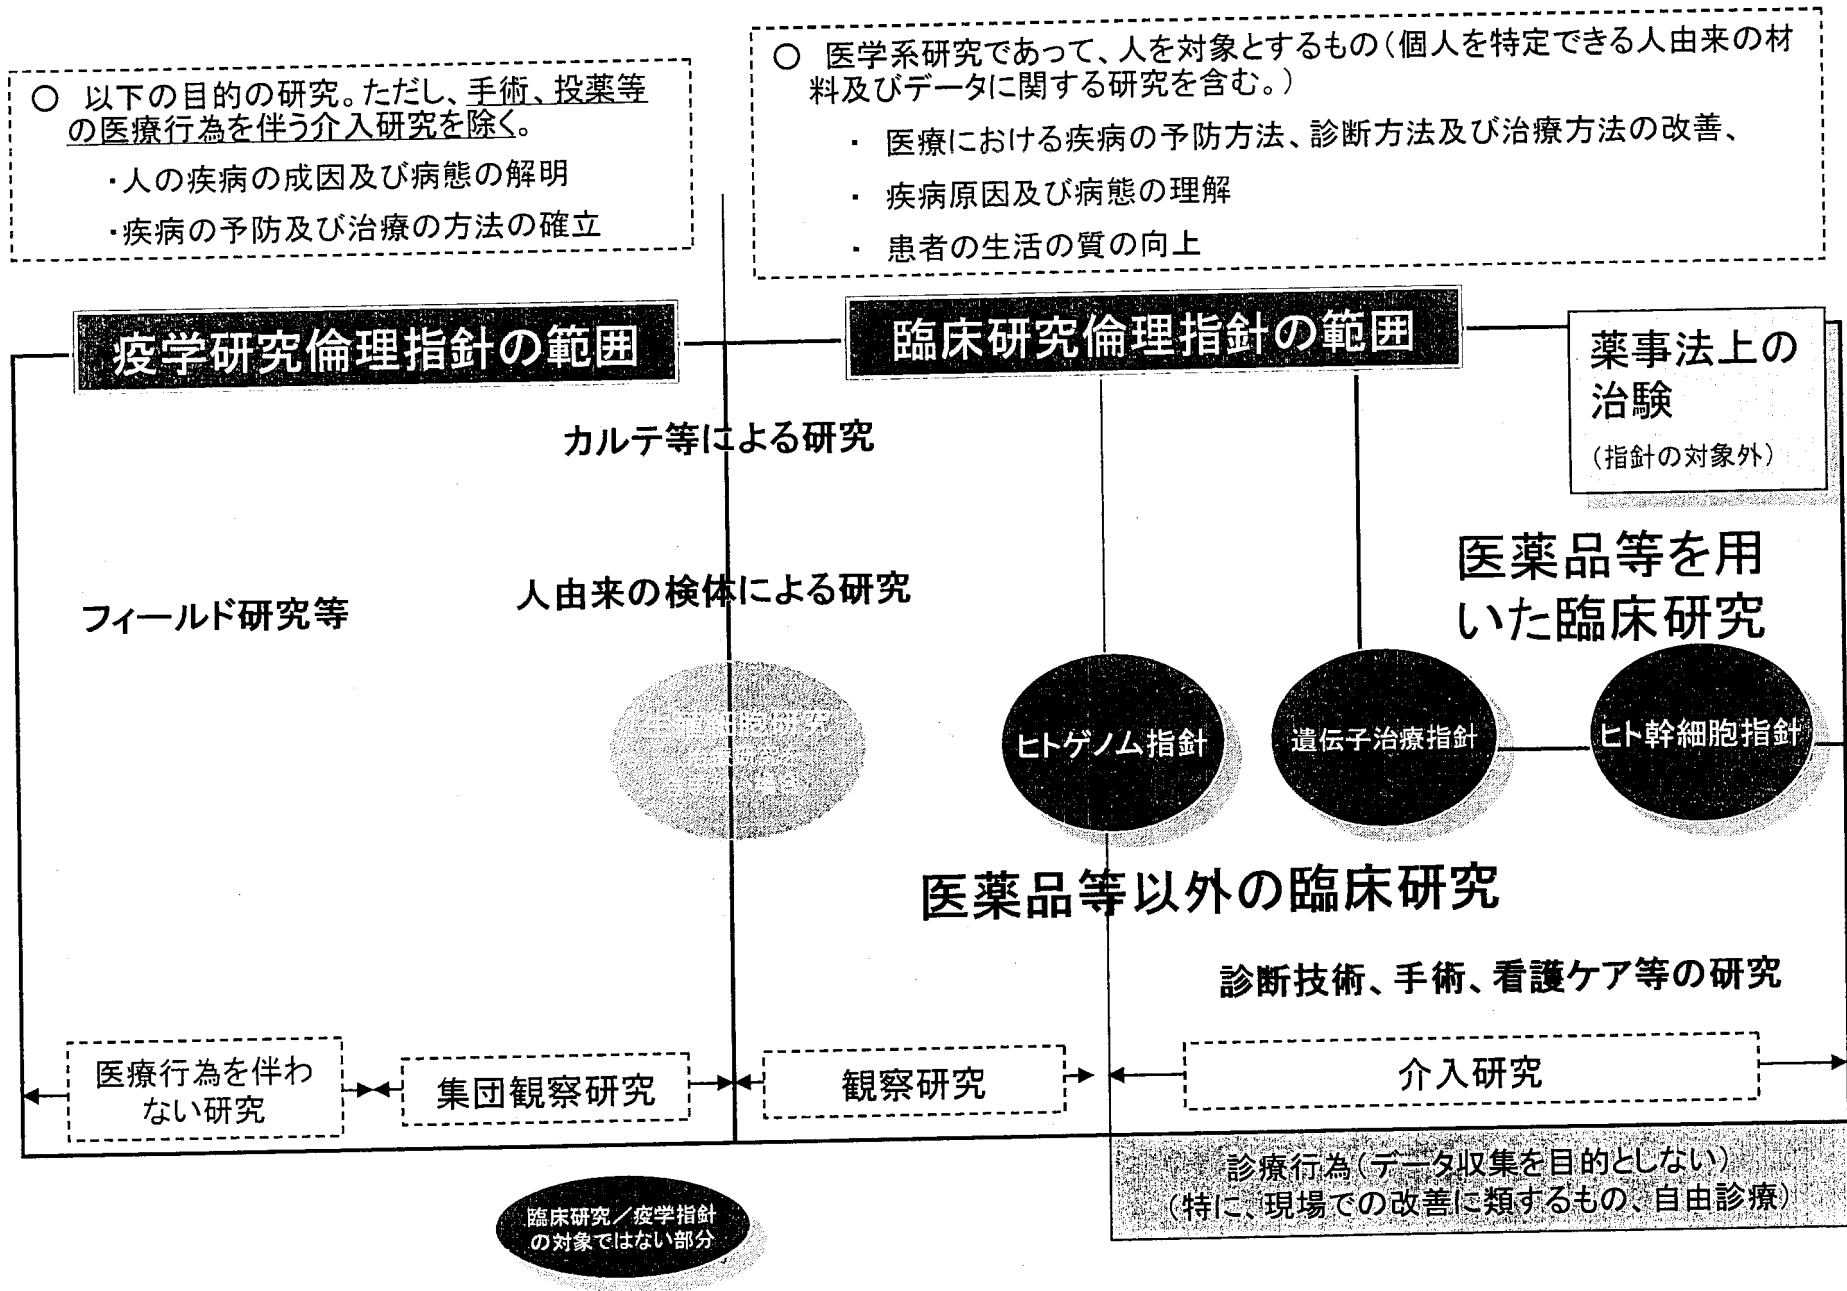 ○ 以下の目的の研究。ただし、手術、投薬等
の医療行為を伴う介入研究を除く。
・人の疾病の成因及び病態の解明
・疾病の予防及び治療の方法の確立
○ 医学系研究であって、人を対象とするもの(個人を特定できる人由来の材
料及びデータに関する研究を含む。)
・ 医療における疾病の予防方法、診断方法及び治療方法の改善、
・ 疾病原因及び病態の理解
・ 患者の生活の質の向上
疫学研究倫理指針の範囲
臨床研究倫理指針の範囲
薬事法上の
治験
(指針の対象外)
カルテ等による研究
医薬品等を用
いた臨床研究
フィールド研究等
人由来の検体による研究
生殖細胞研究
ヒトゲノム指針
遺伝子治療指針
ヒト幹細胞指針
医薬品等以外の臨床研究
診断技術、手術、看護ケア等の研究
医療行為を伴わ
ない研究
集団観察研究
観察研究
介入研究
診療行為(データ収集を目的としない)
(特に、現場での改善に類するもの、自由診療)
臨床研究/疫学指針
の対象ではない部分